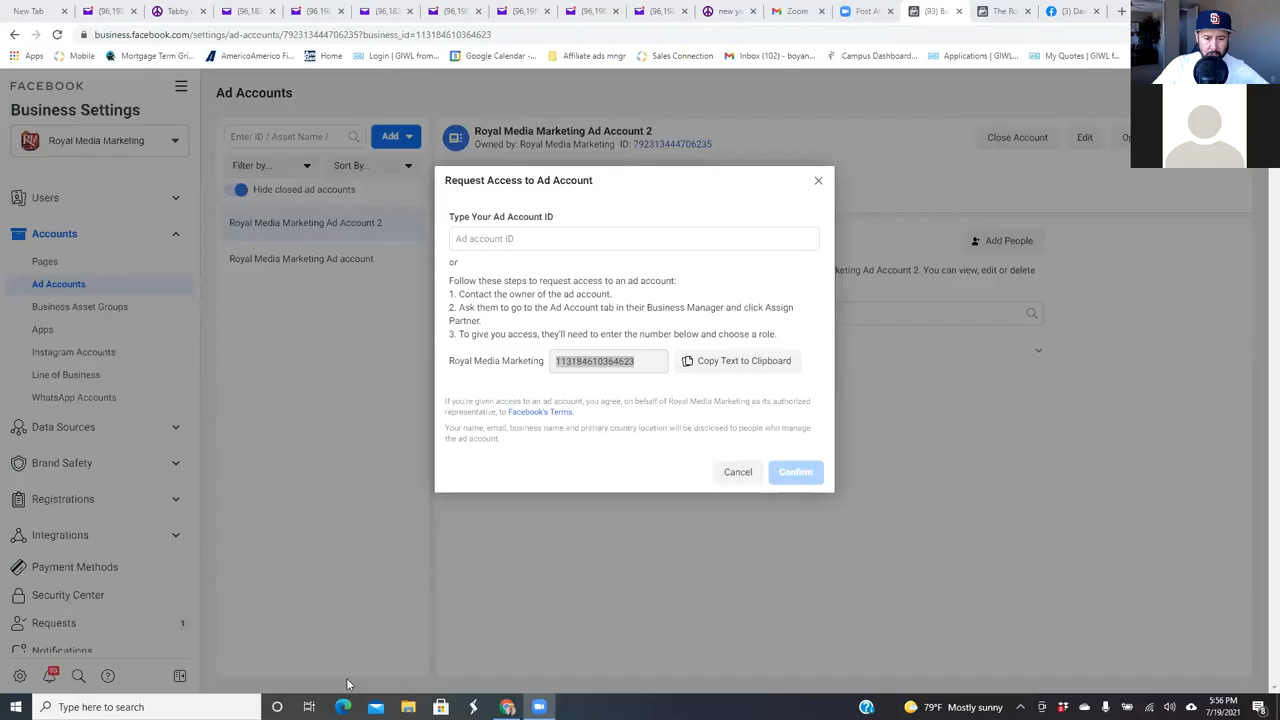 New Tab
(96,19
Tabby
(96,18
(96,19
(96,19
(96,19
(96,19
new yo
Zoom
Post A
(93) B
The Ro
(3) Da
business.facebook.com/settings/ad-accounts/792313444706235?business_id=113184610364623
Apps
Mobile
Mortgage Term Gri...
AmericoAmerico Fi...
Home
Login | GIWL from...
Google Calendar -...
Affiliate ads mngr
Sales Connection
Inbox (102) - boyan...
Campus Dashboard...
Applications | GIWL...
My Quotes | GIWL f...
FACEBOOK
Business Settings
Royal Media Marketing
Users
Accounts
Pages
Ad Accounts
Business Asset Groups
Apps
Instagram Accounts
Line of Business
WhatsApp Accounts
Data Sources
Brand Safety
Registrations
Integrations
Payment Methods
Security Center
Requests
1
Notifications
Ad Accounts
Enter ID / Asset Name / ...
Add
Filter by...
Sort By...
Hide closed ad accounts
Royal Media Marketing Ad Account 2
Royal Media Marketing Ad account
Royal Media Marketing Ad Account 2
Owned by: Royal Media Marketing ID: 792313444706235
Close Account
Edit
Op
Add People
keting Ad Account 2. You can view, edit or delete
Request Access to Ad Account
Type Your Ad Account ID
Ad account ID
or
Follow these steps to request access to an ad account:
1. Contact the owner of the ad account.
2. Ask them to go to the Ad Account tab in their Business Manager and click Assign
Partner.
3. To give you access, they'll need to enter the number below and choose a role.
Royal Media Marketing
113184610364623
Copy Text to Clipboard
If you're given access to an ad account, you agree, on behalf of Royal Media Marketing as its authorized
representative, to Facebook's Terms.
Your name, email, business name and primary country location will be disclosed to people who manage
the ad account.
Cancel
Confirm
Type here to search
79°F Mostly sunny
5:56 PM
7/19/2021